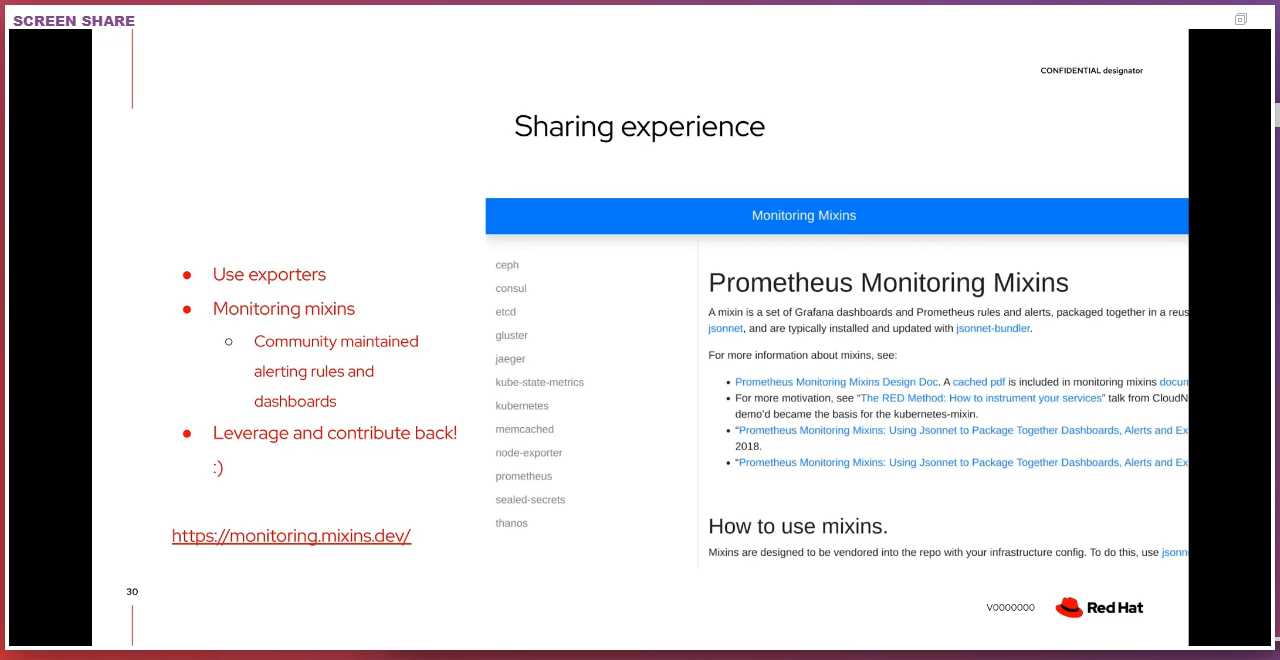 SCREEN SHARE
CONFIDENTIAL designator
Sharing experience
● Use exporters
● Monitoring mixins
○ Community maintained
alerting rules and
dashboards
● Leverage and contribute back!
:)
https://monitoring.mixins.dev/
Monitoring Mixins
ceph
consul
etcd
gluster
jaeger
kube-state-metrics
kubernetes
memcached
node-exporter
prometheus
sealed-secrets
thanos
Prometheus Monitoring Mixins
A mixin is a set of Grafana dashboards and Prometheus rules and alerts, packaged together in a reus
jsonnet, and are typically installed and updated with jsonnet-bundler.
For more information about mixins, see:
• Prometheus Monitoring Mixins Design Doc. A cached pdf is included in monitoring mixins docum
• For more motivation, see "The RED Method: How to instrument your services" talk from CloudN
demo'd became the basis for the kubernetes-mixin.
• "Prometheus Monitoring Mixins: Using Jsonnet to Package Together Dashboards, Alerts and Ex
2018.
• "Prometheus Monitoring Mixins: Using Jsonnet to Package Together Dashboards, Alerts and Ex
How to use mixins.
Mixins are designed to be vendored into the repo with your infrastructure config. To do this, use jsonn
30
V0000000
Red Hat